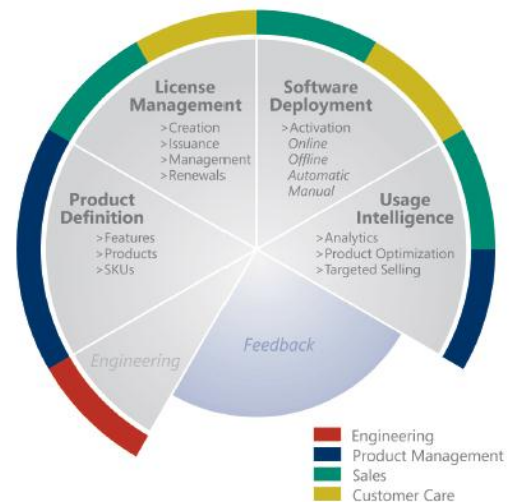 License
Management
>Creation
>Issuance
>Management
>Renewals
Software
Deployment
>Activation
Online
Offline
Automatic
Manual
Product
Definition
>Features
>Products
>SKUs
Usage
Intelligence
>Analytics
>Product Optimization
>Targeted Selling
Engineering
Feedback
Engineering
Product Management
Sales
Customer Care